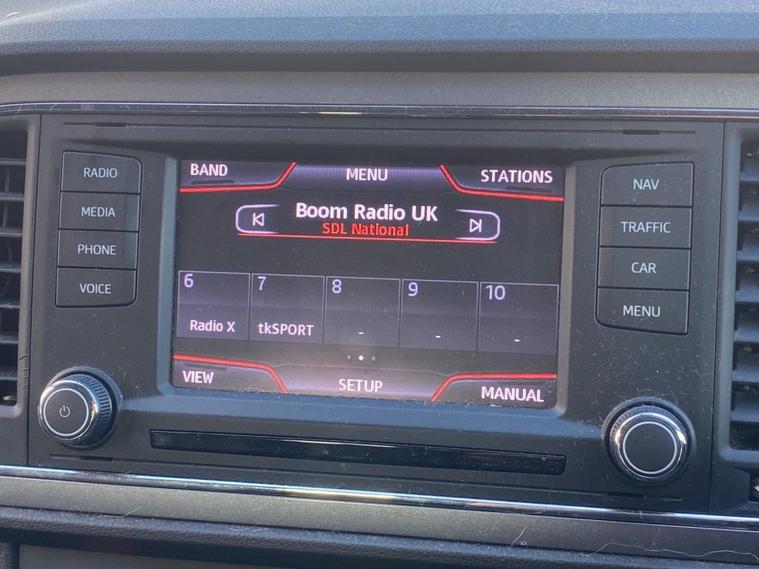 RADIO
MEDIA
PHONE
VOICE
BAND
MENU
STATIONS
Boom Radio UK
SDL National
6
7
8
9
10
Radio X
tkSPORT
-
-
-
VIEW
SETUP
MANUAL
NAV
TRAFFIC
CAR
MENU